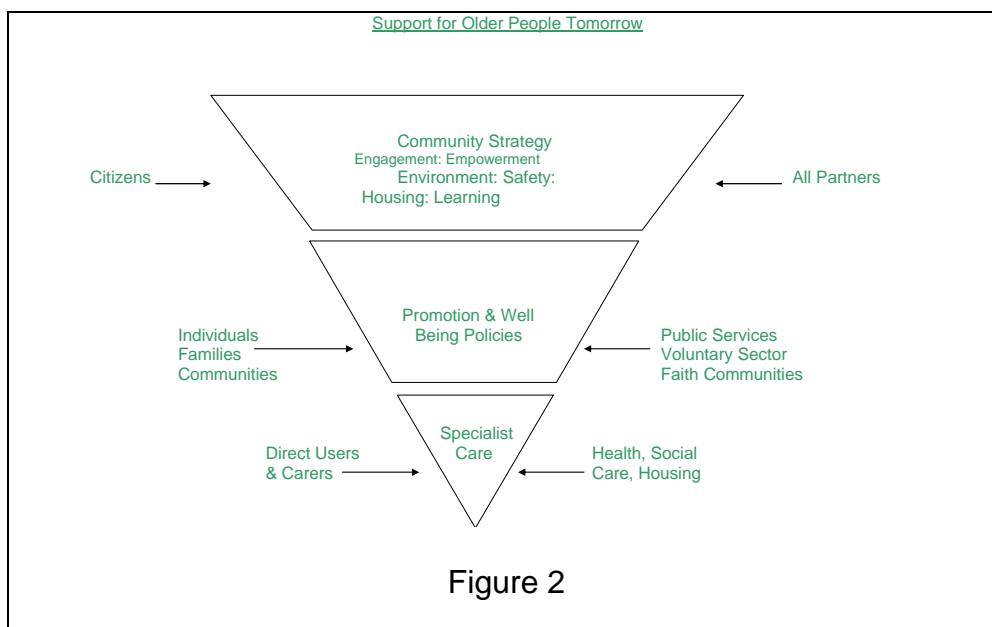 Support for Older People Tomorrow
Community Strategy
Engagement: Empowerment
Environment: Safety:
Housing: Learning
Citizens
All Partners
Promotion & Well
Being Policies
Individuals
Families
Communities
Public Services
Voluntary Sector
Faith Communities
Specialist
Care
Direct Users
& Carers
Health, Social
Care, Housing
Figure 2